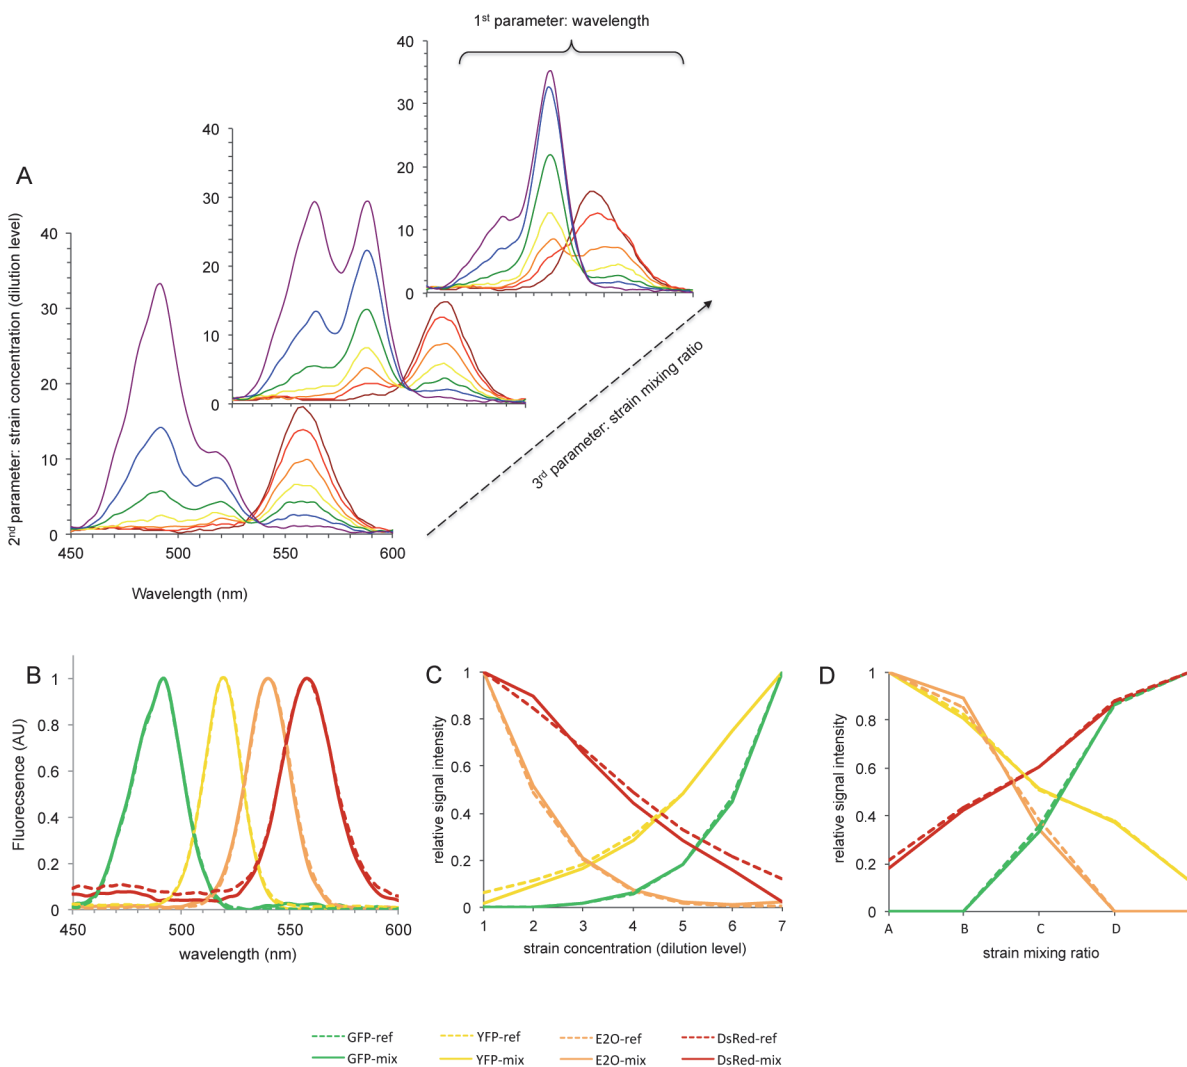 1st parameter: wavelength
40
30
20
10
0
40
30
20
10
0
A
2nd parameter: strain concentration (dilution level)
40
30
20
10
0
450 500 550 600
Wavelength (nm)
3rd parameter: strain mixing ratio
B
Fluorecsence (AU)
1
0.8
0.6
0.4
0.2
0
450 500 550 600
wavelength (nm)
C
relative signal intensity
1
0.8
0.6
0.4
0.2
0
1 2 3 4 5 6 7
strain concentration (dilution level)
D
relative signal intensity
1
0.8
0.6
0.4
0.2
0
A B C D
strain mixing ratio
GFP-ref YFP-ref E2O-ref DsRed-ref
GFP-mix YFP-mix E2O-mix DsRed-mix